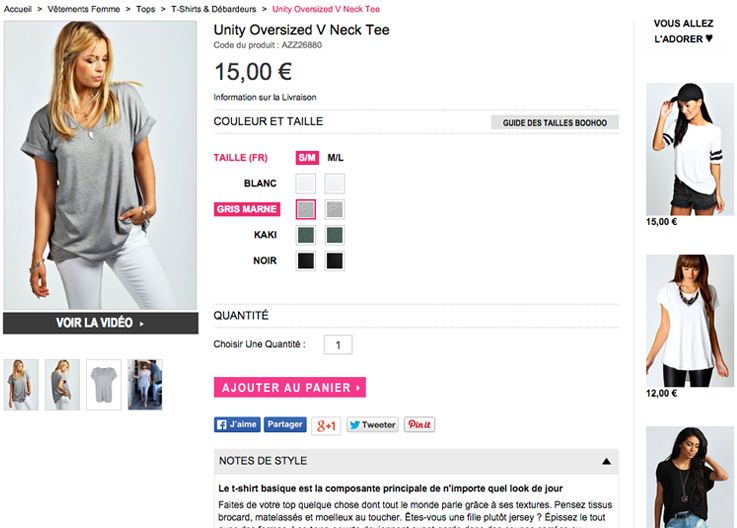 Accueil > Vêtements Femme > Tops > T-Shirts & Débardeurs > Unity Oversized V Neck Tee
Unity Oversized V Neck Tee
Code du produit : AZZ26880
15,00 €
Information sur la Livraison
COULEUR ET TAILLE
GUIDE DES TAILLES BOOHOO
TAILLE (FR) S/M M/L
BLANC
GRIS MARNE
KAKI
NOIR
VOIR LA VIDÉO
QUANTITÉ
Choisir Une Quantité : 1
AJOUTER AU PANIER
J'aime Partager g+1 Tweeter Pinit
NOTES DE STYLE
Le t-shirt basique est la composante principale de n'importe quel look de jour
Faites de votre top quelque chose dont tout le monde parle grâce à ses textures. Pensez tissus
brocard, matelassés et moelleux au toucher. Êtes-vous une fille plutôt jersey ? Épissez le tout
VOUS ALLEZ
L'ADORER ♥
15,00 €
12,00 €